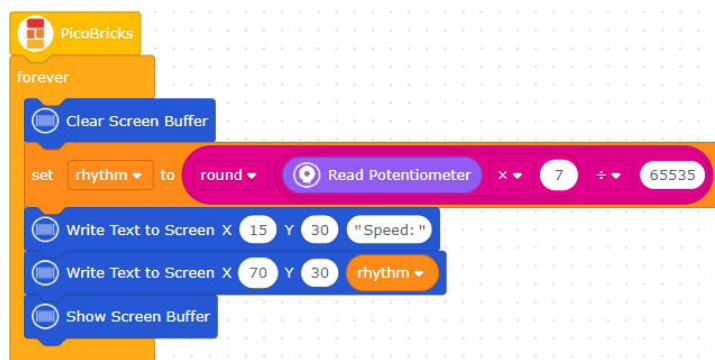 PicoBricks
forever
Clear Screen Buffer
set rhythm to round Read Potentiometer × 7 ÷ 65535
Write Text to Screen X 15 Y 30 "Speed: "
Write Text to Screen X 70 Y 30 rhythm
Show Screen Buffer